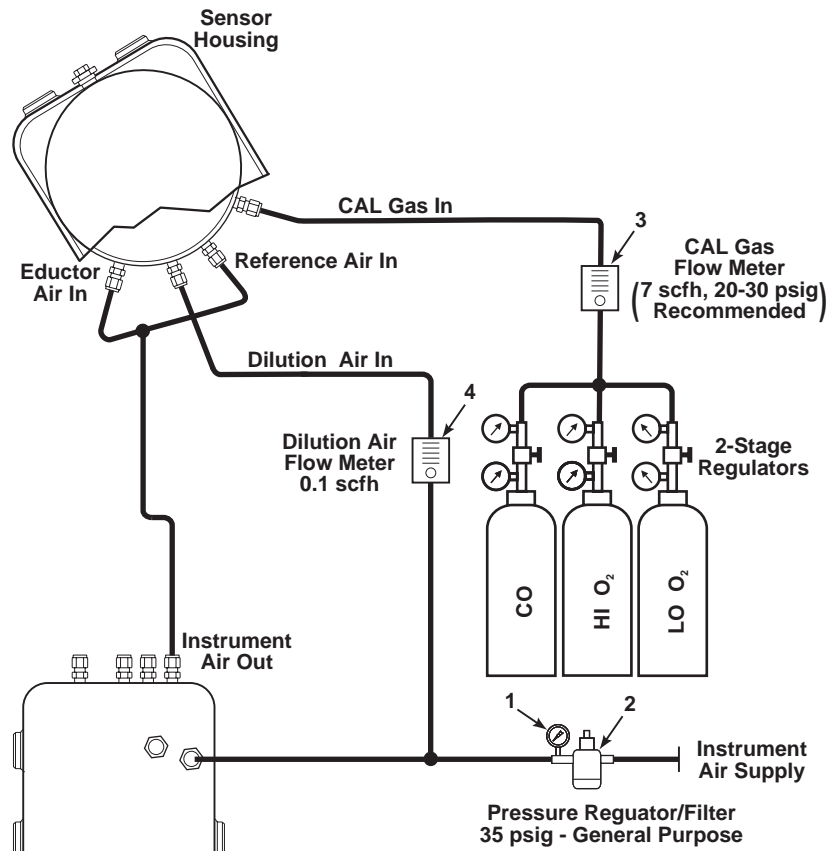 Sensor
Housing
CAL Gas In
3
CAL Gas
Flow Meter
(7 scfh, 20-30 psig)
Recommended
Eductor
Air In
Reference Air In
Dilution Air In
4
Dilution Air
Flow Meter
0.1 scfh
2-Stage
Regulators
CO
HI O₂
LO O₂
Instrument
Air Out
1
2
Instrument
Air Supply
Pressure Reguator/Filter
35 psig - General Purpose